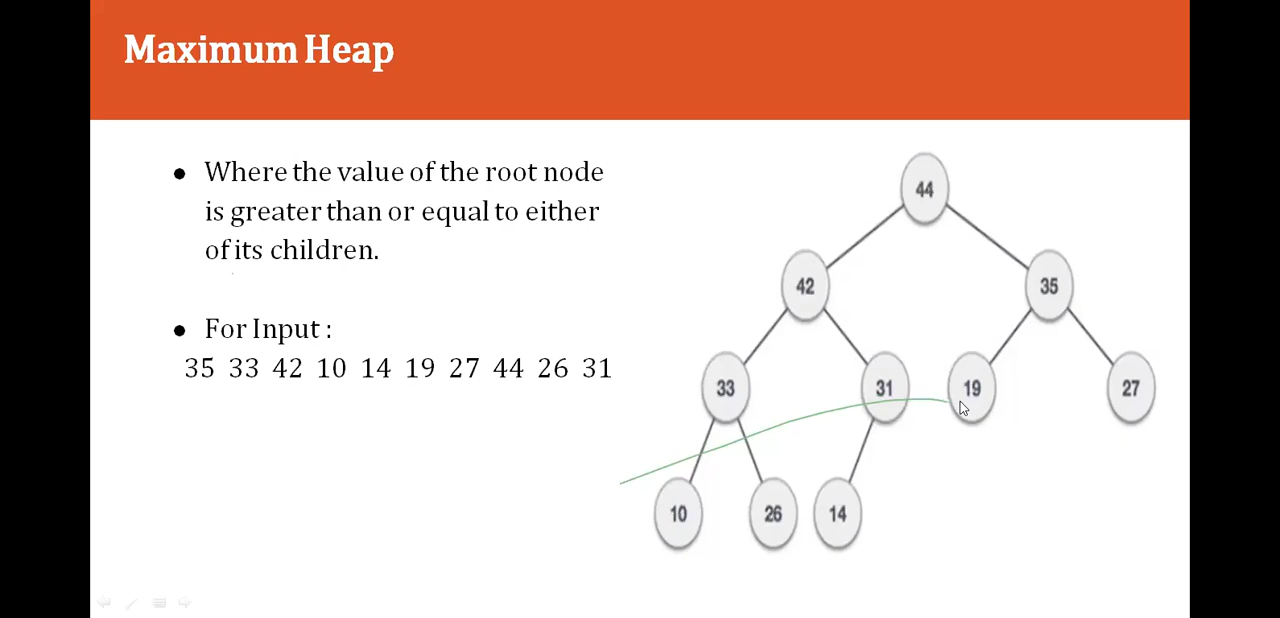 Maximum Heap
● Where the value of the root node
is greater than or equal to either
of its children.
● For Input :
35 33 42 10 14 19 27 44 26 31
44
42 35
33 31 19 27
10 26 14